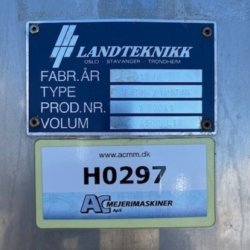 LANDTEKNIKK
OSLO STAVANGER TRONDHEIM
FABR.ÅR
TYPE
PROD.NR.
VOLUM
www.acmm.dk
H0297
AC MEJERIMASKINER
ApS